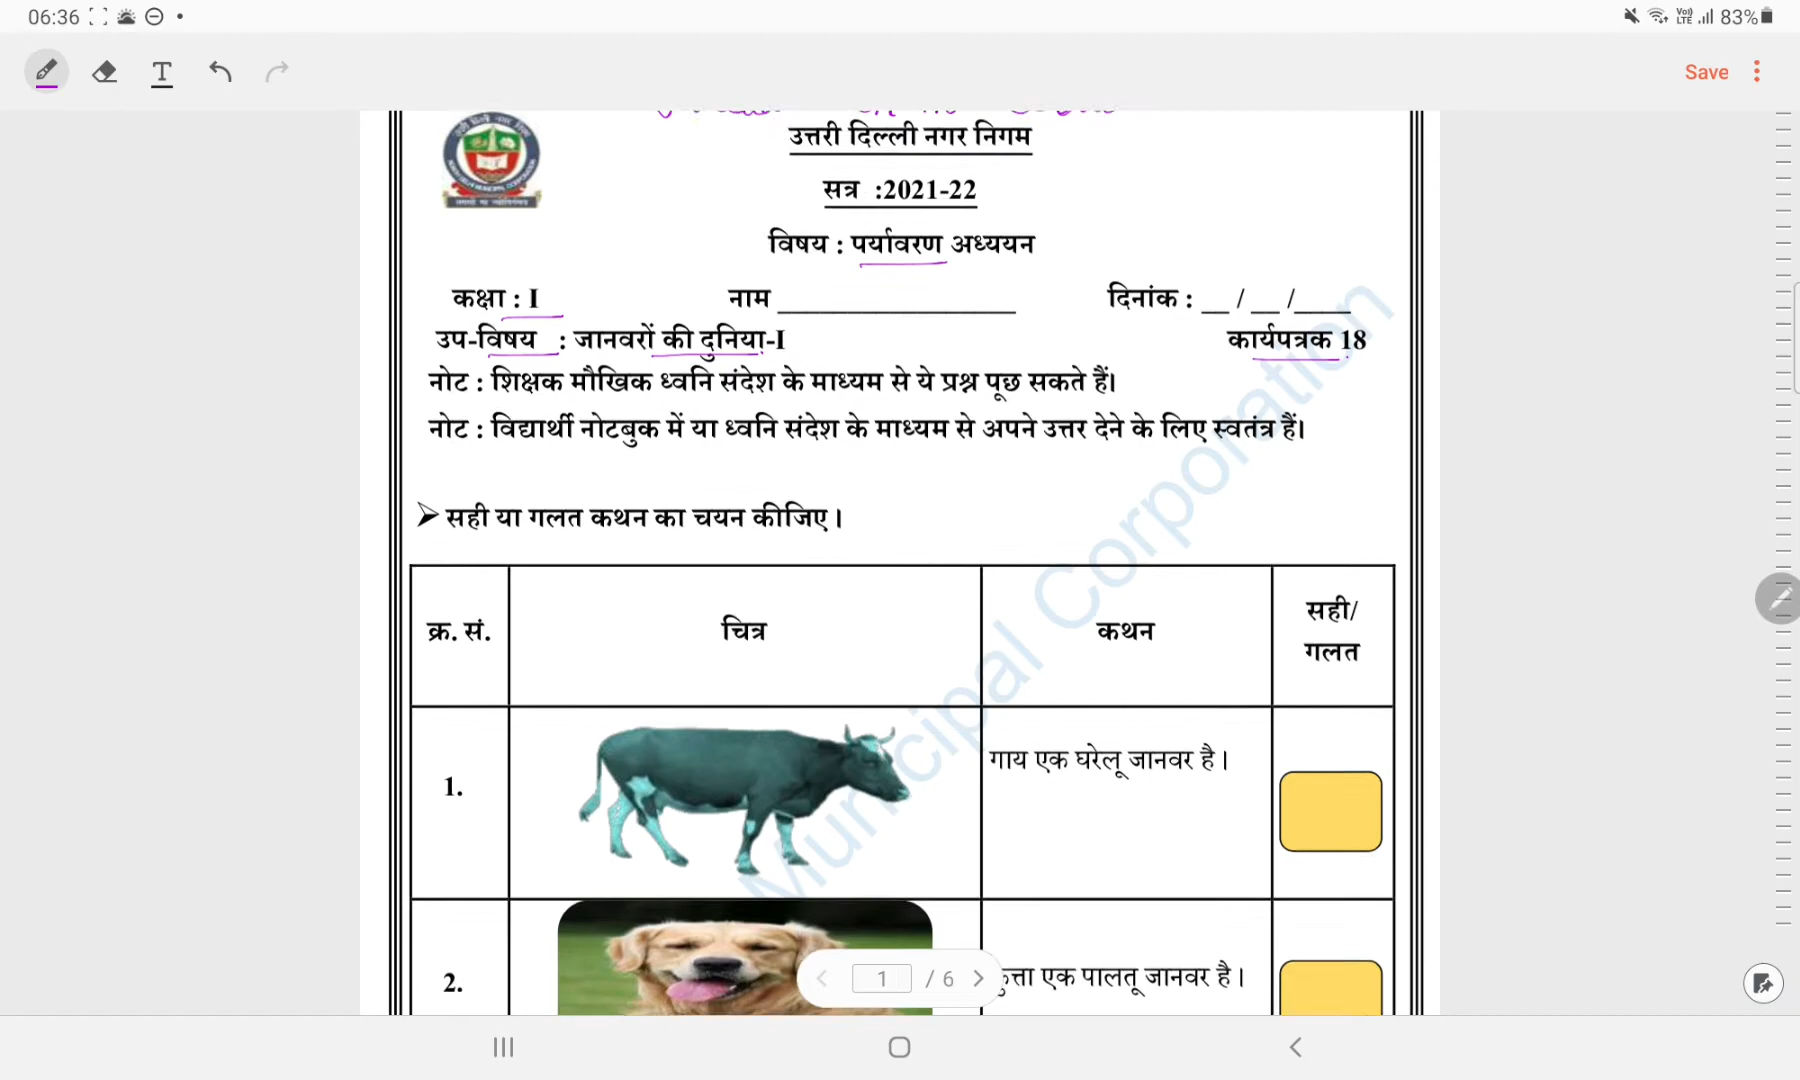 06:36
83%
Save
उत्तरी दिल्ली नगर निगम
सत्र :2021-22
विषय : पर्यावरण अध्ययन
कक्षा : I नाम __________________ दिनांक : __ / __ /____
उप-विषय : जानवरों की दुनिया-I कार्यपत्रक 18
नोट : शिक्षक मौखिक ध्वनि संदेश के माध्यम से ये प्रश्न पूछ सकते हैं।
नोट : विद्यार्थी नोटबुक में या ध्वनि संदेश के माध्यम से अपने उत्तर देने के लिए स्वतंत्र हैं।
➢ सही या गलत कथन का चयन कीजिए।
क्र. सं. चित्र कथन सही/
गलत
1. गाय एक घरेलू जानवर है।
2. एक पालतू जानवर है।
1 / 6
Municipal Corporation